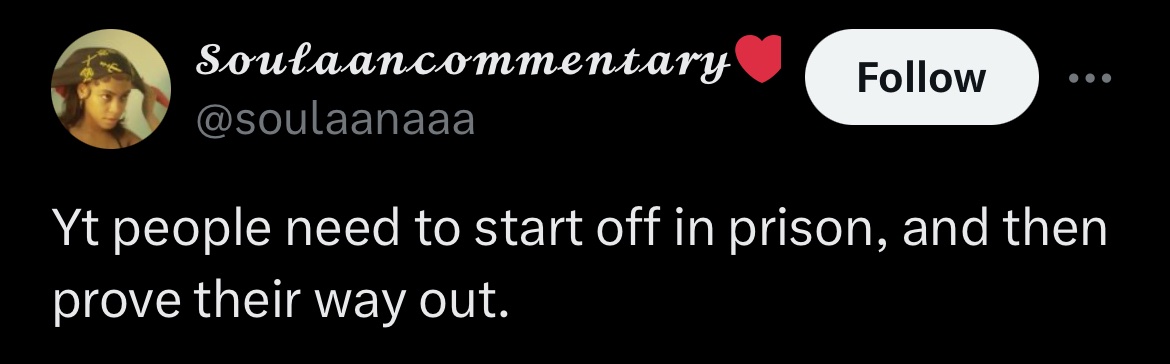 Soulaancommentary❤
@soulaanaaa
Follow
Yt people need to start off in prison, and then
prove their way out.